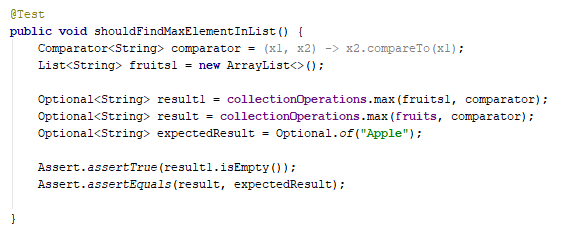 @Test
public void shouldFindMaxElementInList() {
Comparator<String> comparator = (x1, x2) -> x2.compareTo(x1);
List<String> fruits1 = new ArrayList<>();
Optional<String> result1 = collectionOperations.max(fruits1, comparator);
Optional<String> result = collectionOperations.max(fruits, comparator);
Optional<String> expectedResult = Optional.of("Apple");
Assert.assertTrue(result1.isEmpty());
Assert.assertEquals(result, expectedResult);
}